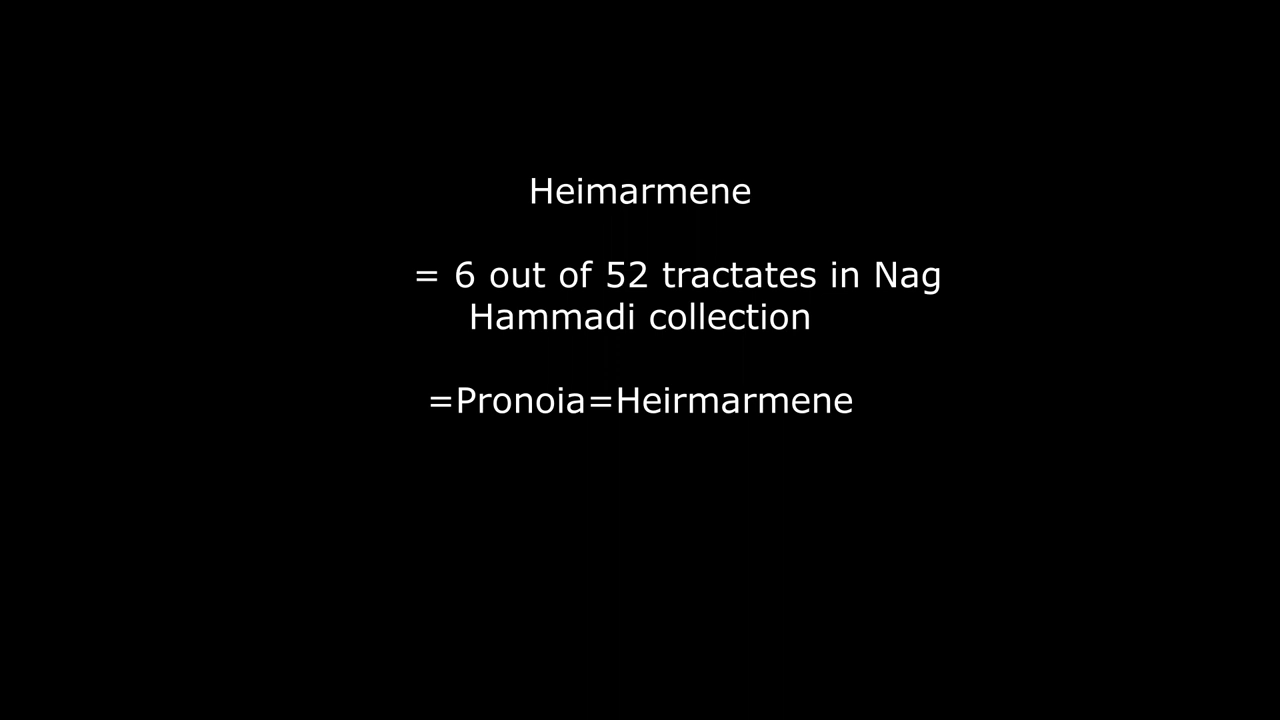 Heimarmene
= 6 out of 52 tractates in Nag
Hammadi collection
=Pronoia=Heirmarmene